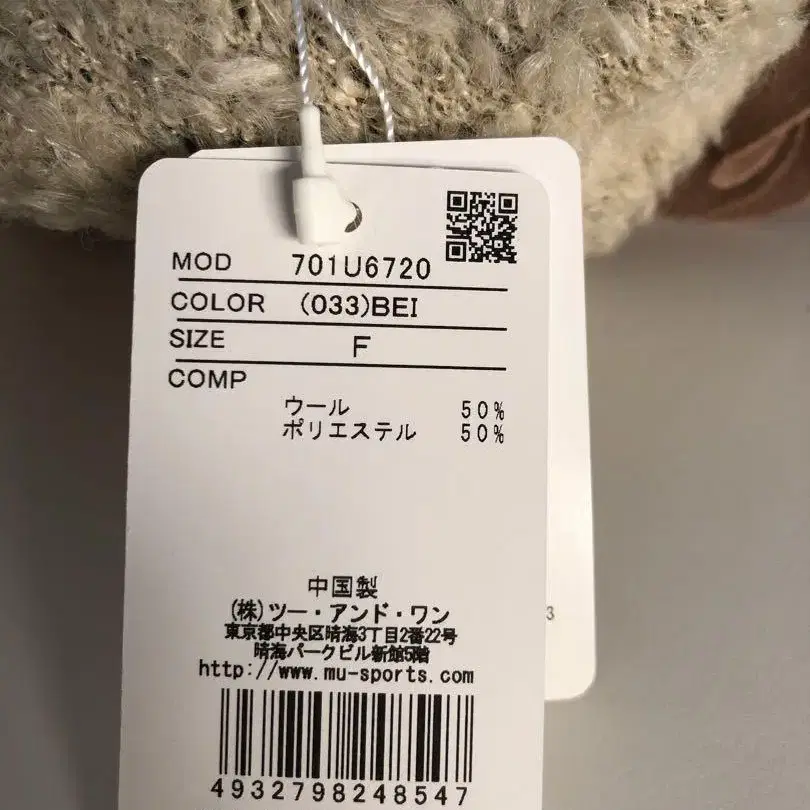 MOD 701U6720
COLOR (033)BEI
SIZE F
COMP
ウール 50%
ポリエステル 50%
中国製
(株)ツー・アンド・ワン
東京都中央区晴海3丁目2番22号
晴海パークビル新館5階
http://www.mu-sports.com
4932798248547
3